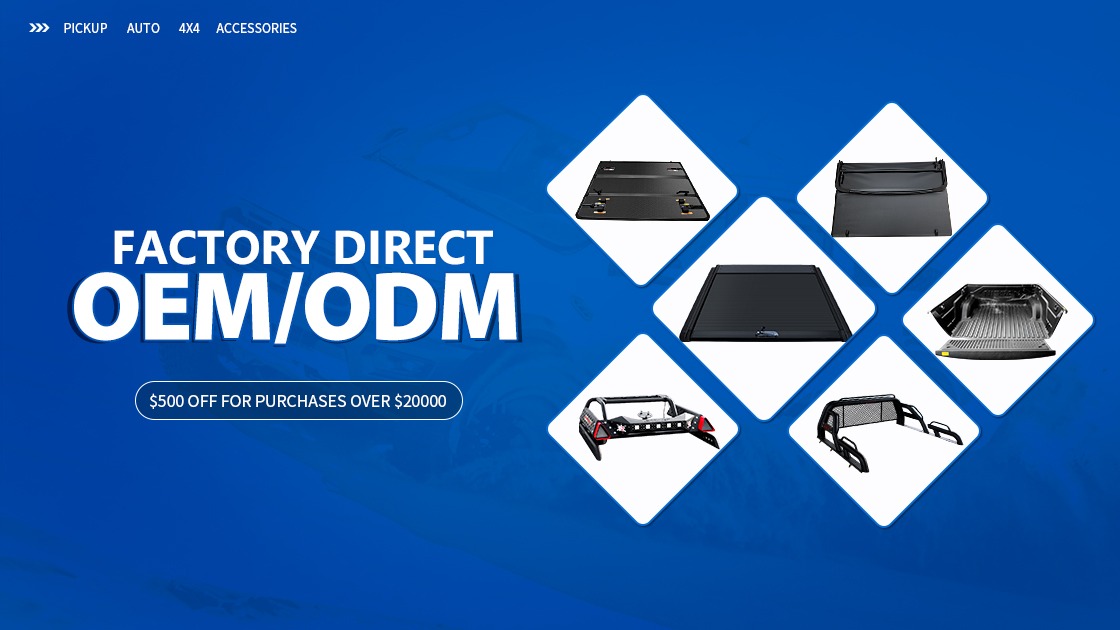 PICKUP AUTO 4X4 ACCESSORIES
FACTORY DIRECT
OEM/ODM
$500 OFF FOR PURCHASES OVER $20000